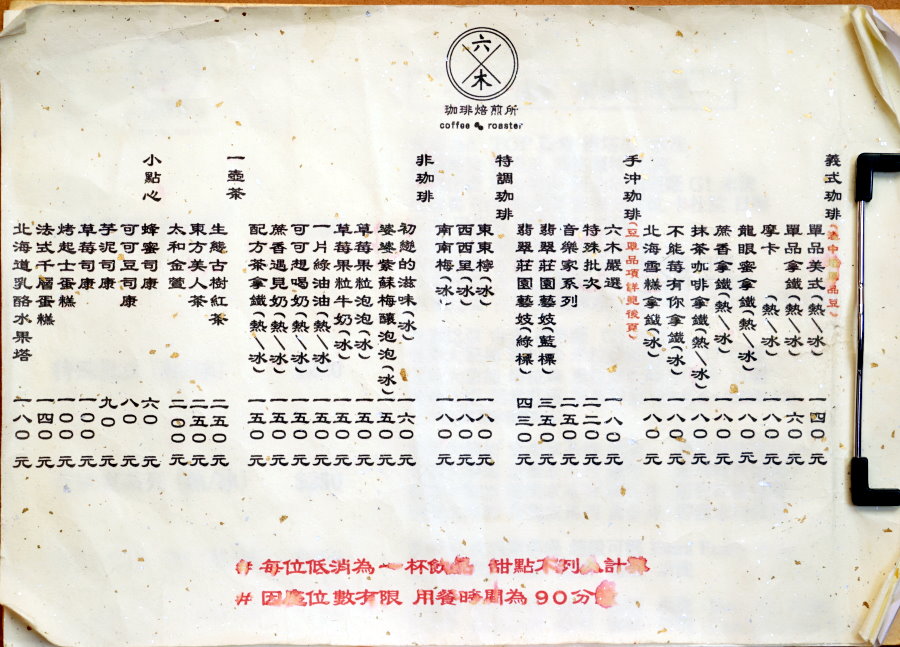 六木
珈琲焙煎所
coffee roaster
義式咖啡(中焙 品豆)
單品美式(熱/冰) 一四〇元
單品拿鐵(熱/冰) 一六〇元
摩卡 (熱/冰) 一八〇元
龍眼蜜拿鐵(熱/冰) 一八〇元
蔗香拿鐵(熱/冰) 一八〇元
抹茶咖啡拿鐵(熱/冰) 一八〇元
不能莓有你拿鐵(冰) 一八〇元
北海雪糕拿鐵(冰) 一八〇元
手沖咖啡(豆單品項詳見後頁)
六木嚴選 一八〇元
特殊批次 二二〇元
音樂家系列 二五〇元
翡翠莊園藝妓(藍標) 三五〇元
翡翠莊園藝妓(綠標) 四三〇元
特調咖啡
東東檸(冰) 一八〇元
西西里(冰) 一八〇元
南南梅(冰) 一五〇元
非咖啡
初戀的滋味(冰) 一六〇元
婆婆紫蘇梅釀泡泡(冰) 一五〇元
草莓果粒泡泡(冰) 一五〇元
草莓果粒牛奶(冰) 一五〇元
一片綠油油(熱/冰) 一五〇元
可可想喝奶(熱/冰) 一五〇元
蔗香遇見奶(熱/冰) 一五〇元
配方茶拿鐵(熱/冰) 一五〇元
一壺茶
生態古樹紅茶 二五〇元
東方美人茶 二五〇元
太和金萱 二〇〇元
小點心
蜂蜜司康 六〇元
可可豆司康 八〇元
芋泥司康 九〇元
草莓司康 一〇〇元
烤起士蛋糕 一〇〇元
法式千層蛋糕 一四〇元
北海道乳酪水果塔 一八〇元
# 每位低消為一杯飲品 甜點不列入計算
# 因座位數有限 用餐時間為90分鐘